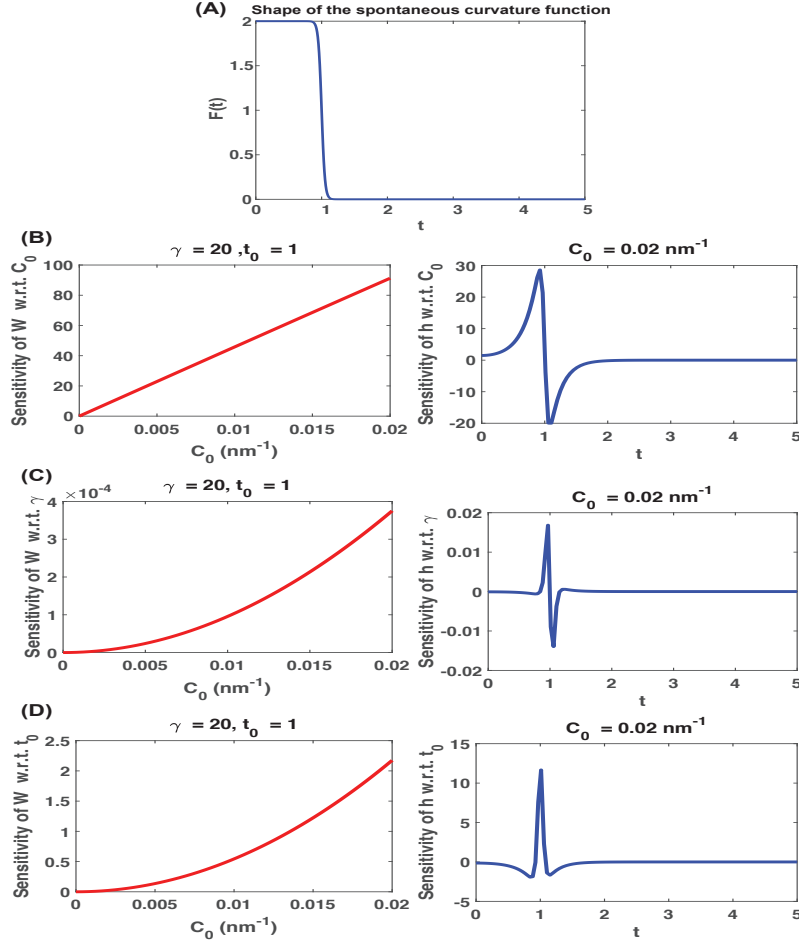 (A) Shape of the spontaneous curvature function
2
1.5
1
0.5
0
F(t)
0 1 2 3 4 5
t
(B)
γ = 20 ,t₀ = 1
100
80
60
40
20
0
Sensitivity of W w.r.t. C₀
0 0.005 0.01 0.015 0.02
C₀ (nm⁻¹)
C₀ = 0.02 nm⁻¹
30
20
10
0
-10
-20
Sensitivity of h w.r.t. C₀
0 1 2 3 4 5
t
(C)
γ = 20, t₀ = 1
×10⁻⁴
4
3
2
1
0
Sensitivity of W w.r.t. γ
0.005 0.01 0.015 0.02
C₀ (nm⁻¹)
C₀ = 0.02 nm⁻¹
0.02
0.01
0
-0.01
-0.02
Sensitivity of h w.r.t. γ
0 1 2 3 4 5
t
(D)
γ = 20, t₀ = 1
2.5
2
1.5
1
0.5
0
Sensitivity of W w.r.t. t₀
0 0.005 0.01 0.015 0.02
C₀ (nm⁻¹)
C₀ = 0.02 nm⁻¹
15
10
5
0
-5
Sensitivity of h w.r.t. t₀
0 1 2 3 4 5
t